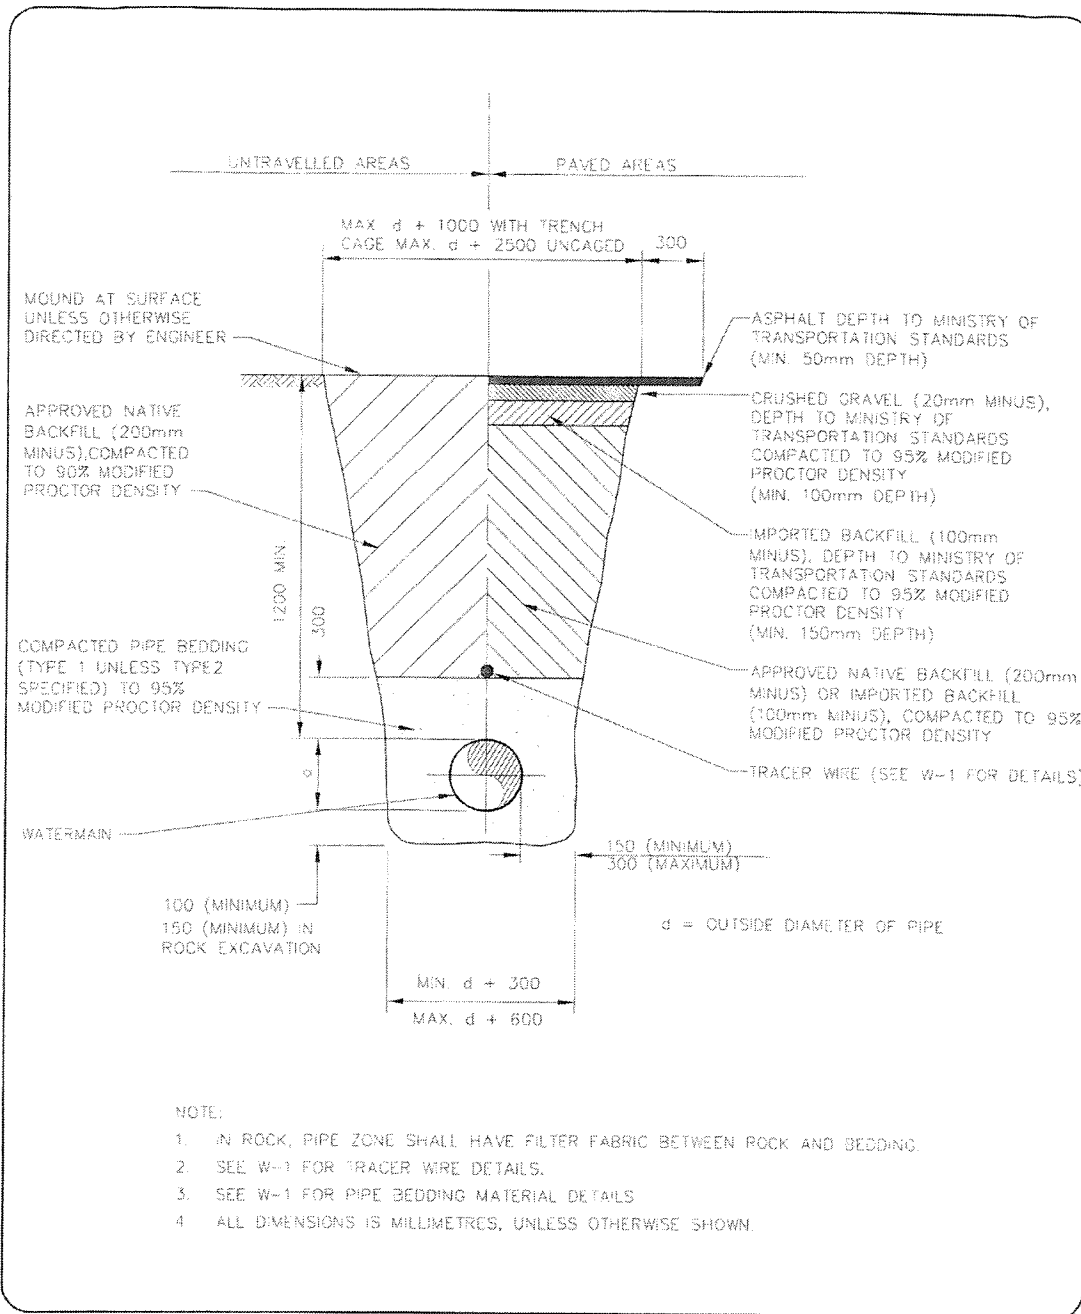 UNTRAVELLED AREAS
PAVED AREAS
MAX. d + 1000 WITH TRENCH
CAGE MAX. d + 2500 UNCAGED
300
MOUND AT SURFACE
UNLESS OTHERWISE
DIRECTED BY ENGINEER
APPROVED NATIVE
BACKFILL (200mm
MINUS),COMPACTED
TO 90% MODIFIED
PROCTOR DENSITY
1200 MIN.
300
COMPACTED PIPE BEDDING
(TYPE 1 UNLESS TYPE2
SPECIFIED) TO 95%
MODIFIED PROCTOR DENSITY
d
WATERMAIN
100 (MINIMUM)
150 (MINIMUM) IN
ROCK EXCAVATION
ASPHALT DEPTH TO MINISTRY OF
TRANSPORTATION STANDARDS
(MIN. 50mm DEPTH)
CRUSHED GRAVEL (20mm MINUS),
DEPTH TO MINISTRY OF
TRANSPORTATION STANDARDS
COMPACTED TO 95% MODIFIED
PROCTOR DENSITY
(MIN. 100mm DEPTH)
IMPORTED BACKFILL (100mm
MINUS), DEPTH TO MINISTRY OF
TRANSPORTATION STANDARDS
COMPACTED TO 95% MODIFIED
PROCTOR DENSITY
(MIN. 150mm DEPTH)
APPROVED NATIVE BACKFILL (200mm
MINUS) OR IMPORTED BACKFILL
(100mm MINUS), COMPACTED TO 95%
MODIFIED PROCTOR DENSITY
TRACER WIRE (SEE W-1 FOR DETAILS)
150 (MINIMUM)
300 (MAXIMUM)
d = OUTSIDE DIAMETER OF PIPE
MIN. d + 300
MAX. d + 600
NOTE:
1. IN ROCK, PIPE ZONE SHALL HAVE FILTER FABRIC BETWEEN ROCK AND BEDDING.
2. SEE W-1 FOR TRACER WIRE DETAILS.
3. SEE W-1 FOR PIPE BEDDING MATERIAL DETAILS
4 ALL DIMENSIONS IS MILLIMETRES, UNLESS OTHERWISE SHOWN.